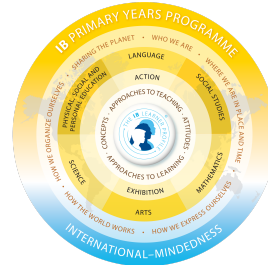 IB PRIMARY YEARS PROGRAMME
SHARING THE PLANET • WHO WE ARE • WHERE WE ARE IN PLACE AND TIME • HOW WE EXPRESS OURSELVES • HOW THE WORLD WORKS • HOW WE ORGANIZE OURSELVES •
LANGUAGE
SOCIAL STUDIES
MATHEMATICS
ARTS
SCIENCE
PHYSICAL, SOCIAL AND
PERSONAL EDUCATION
ACTION
APPROACHES TO TEACHING • ATTITUDES • APPROACHES TO LEARNING • CONCEPTS
THE IB LEARNER PROFILE
EXHIBITION
INTERNATIONAL–MINDEDNESS